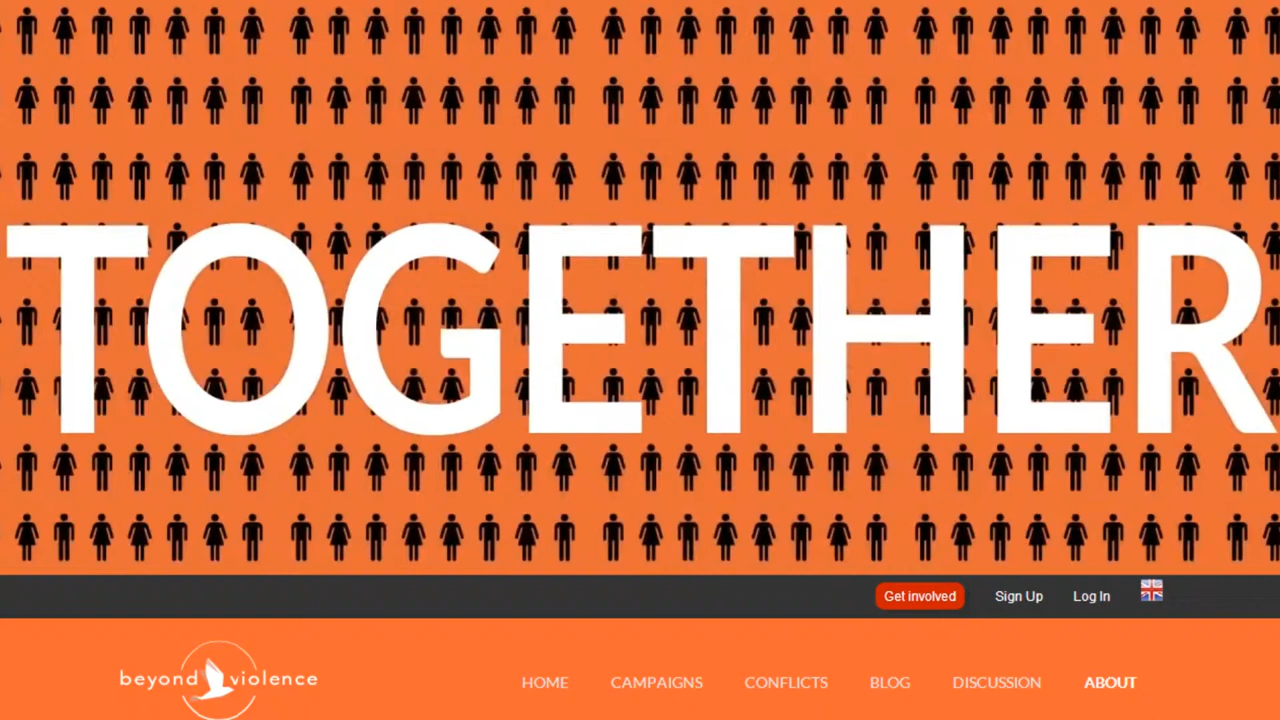 TOGETHER
Get involved Sign Up Log In
beyond violence HOME CAMPAIGNS CONFLICTS BLOG DISCUSSION ABOUT